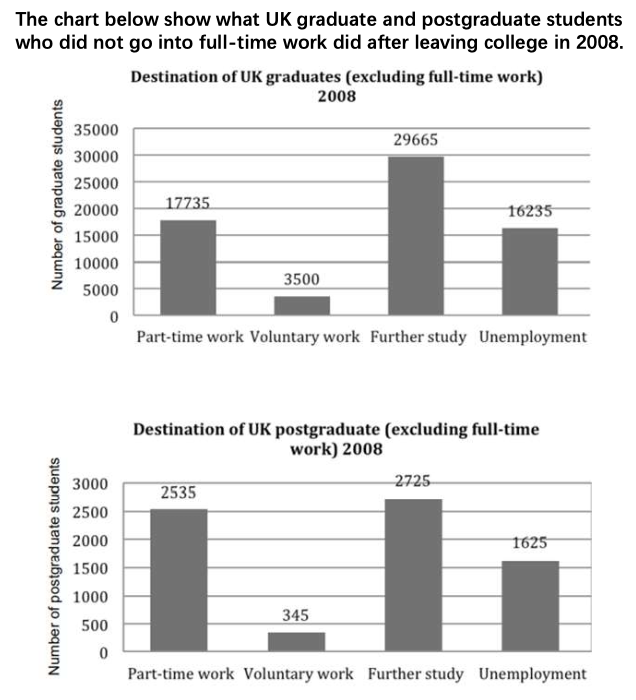 The chart below show what UK graduate and postgraduate students
who did not go into full-time work did after leaving college in 2008.
Destination of UK graduates (excluding full-time work)
2008
Number of graduate students
35000
30000
25000
20000
15000
10000
5000
0
17735
3500
29665
16235
Part-time work Voluntary work Further study Unemployment
Destination of UK postgraduate (excluding full-time
work) 2008
Number of postgraduate students
3000
2500
2000
1500
1000
500
0
2535
345
2725
1625
Part-time work Voluntary work Further study Unemployment